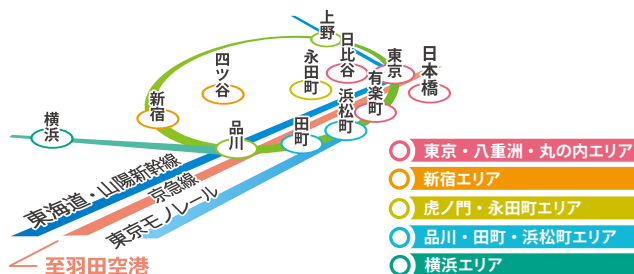 上野
日比谷
東京
日本橋
四ツ谷
永田町
有楽町
新宿
浜松町
横浜
品川
田町
東海道・山陽新幹線
京急線
東京モノレール
至羽田空港
東京・八重洲・丸の内エリア
新宿エリア
虎ノ門・永田町エリア
品川・田町・浜松町エリア
横浜エリア